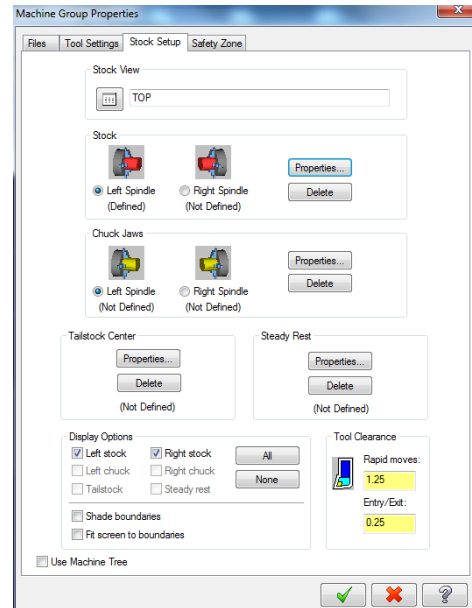 Machine Group Properties
Files Tool Settings Stock Setup Safety Zone
Stock View
TOP
Stock
Properties...
Left Spindle Right Spindle Delete
(Defined) (Not Defined)
Chuck Jaws
Properties...
Left Spindle Right Spindle Delete
(Not Defined) (Not Defined)
Tailstock Center Steady Rest
Properties... Properties...
Delete Delete
(Not Defined) (Not Defined)
Display Options Tool Clearance
Left stock Right stock All Rapid moves:
Left chuck Right chuck None 1.25
Tailstock Steady rest Entry/Exit:
Shade boundaries 0.25
Fit screen to boundaries
Use Machine Tree